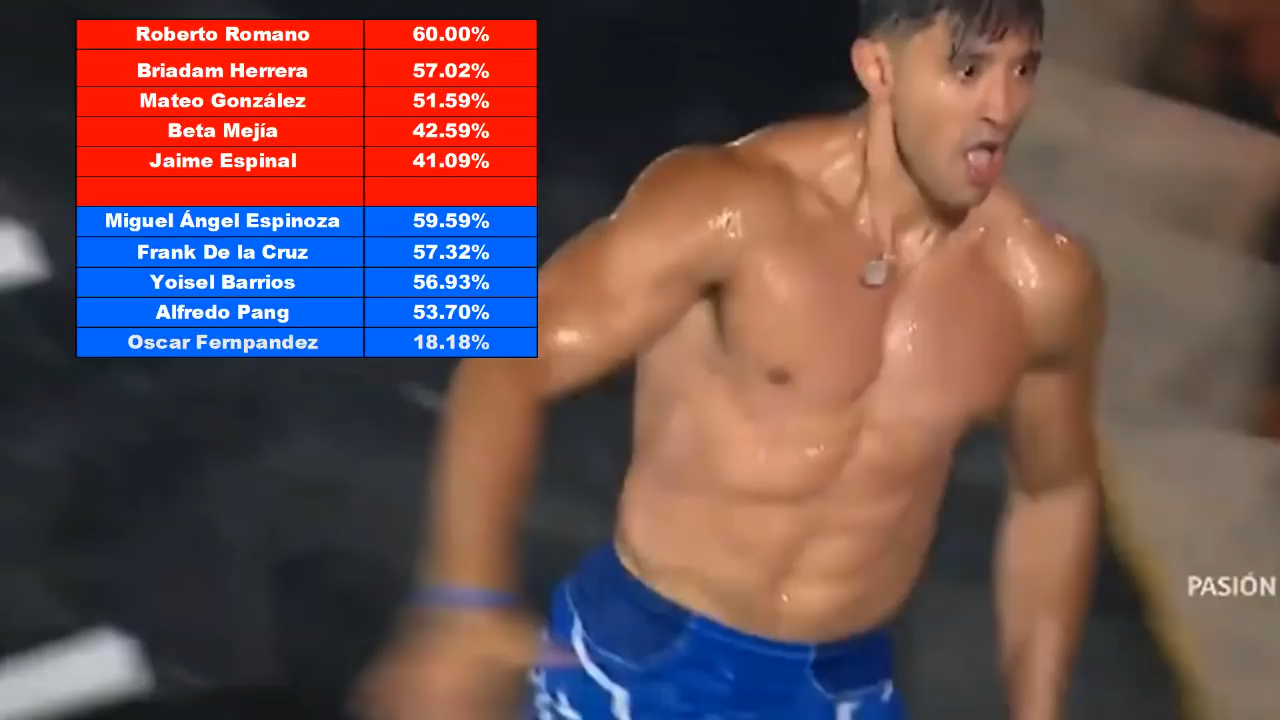 Roberto Romano 60.00%
Briadam Herrera 57.02%
Mateo González 51.59%
Beta Mejía 42.59%
Jaime Espinal 41.09%
Miguel Ángel Espinoza 59.59%
Frank De la Cruz 57.32%
Yoisel Barrios 56.93%
Alfredo Pang 53.70%
Oscar Fernpandez 18.18%
PASIÓN